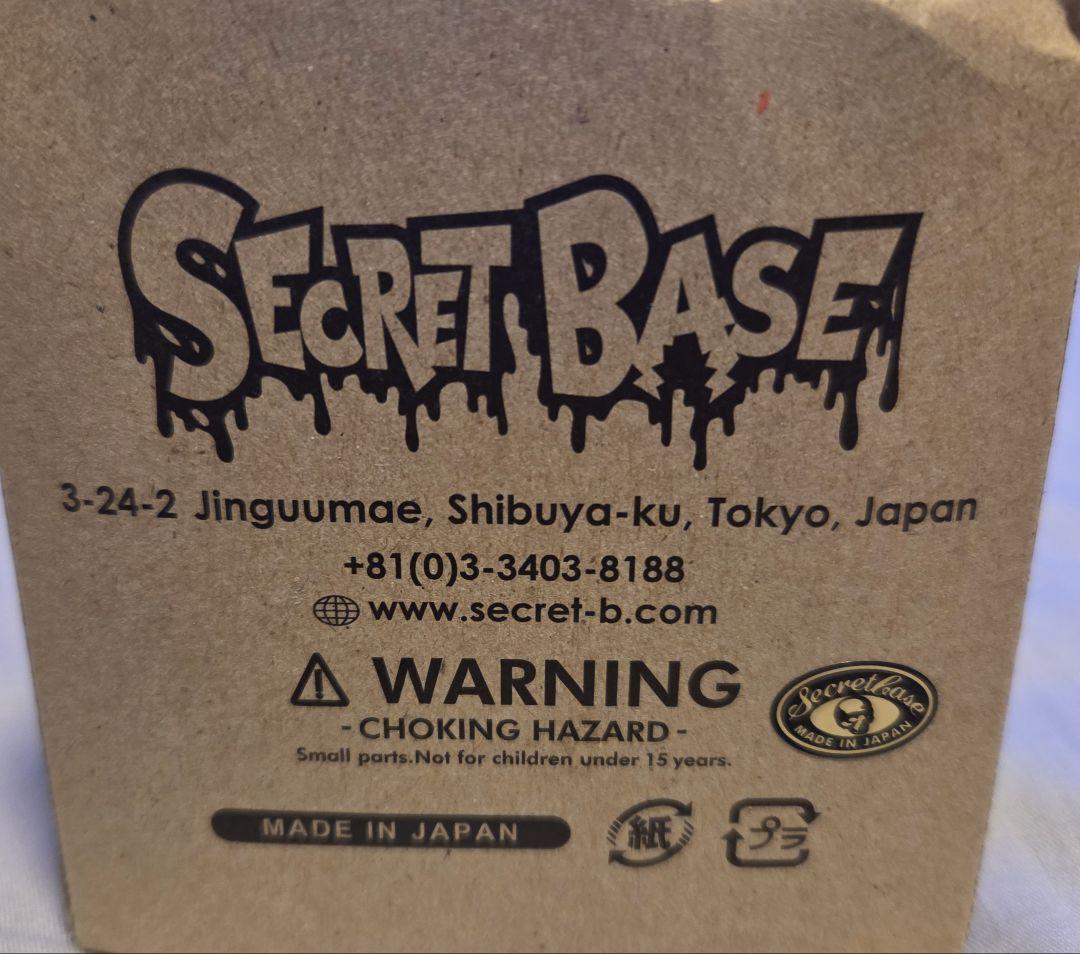 SECRET BASE
3-24-2 Jinguumae, Shibuya-ku, Tokyo, Japan
+81(0)3-3403-8188
www.secret-b.com
WARNING
-CHOKING HAZARD-
Small parts.Not for children under 15 years.
Secretbase
MADE IN JAPAN
MADE IN JAPAN
紙
プラ